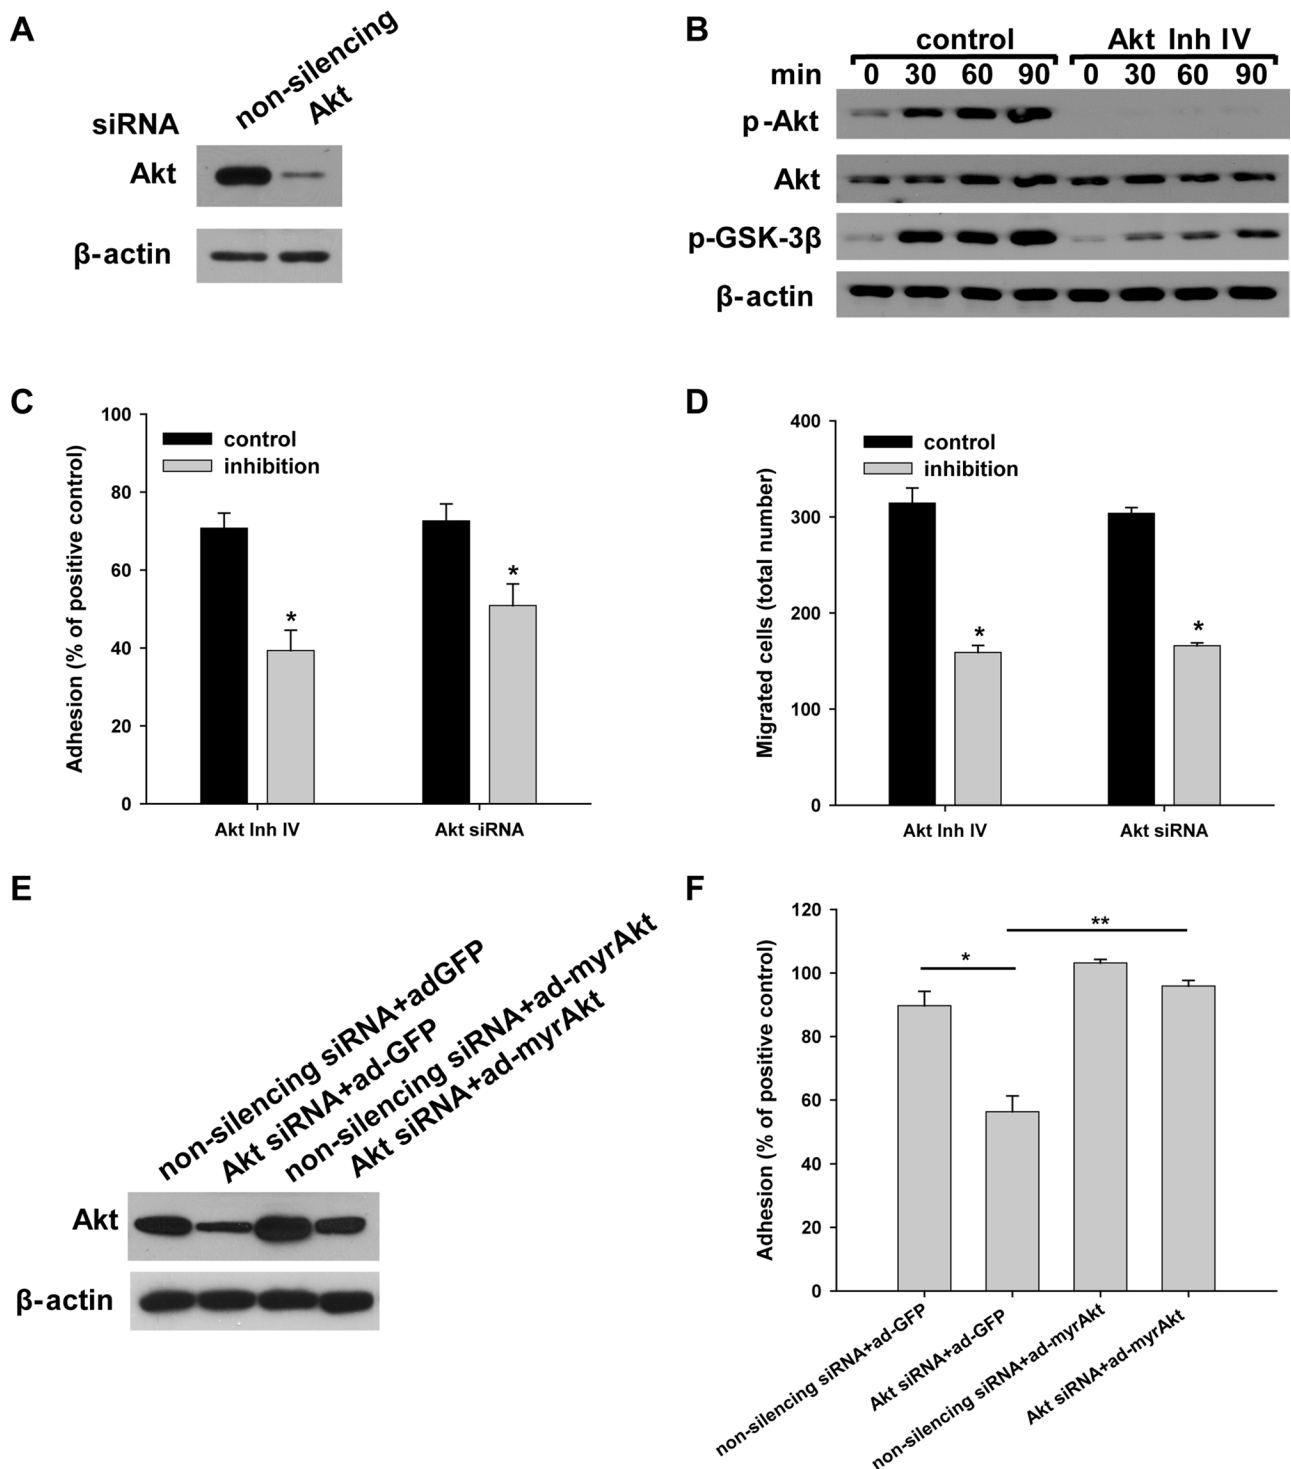 A
non-silencing
Akt
siRNA
Akt
β-actin
B
control Akt Inh IV
min 0 30 60 90 0 30 60 90
p-Akt
Akt
p-GSK-3β
β-actin
C
Adhesion (% of positive control)
100
80
60
40
20
0
control
inhibition
*
*
Akt Inh IV Akt siRNA
D
Migrated cells (total number)
400
300
200
100
0
control
inhibition
*
*
Akt Inh IV Akt siRNA
E
non-silencing siRNA+adGFP
Akt siRNA+ad-GFP
non-silencing siRNA+ad-myrAkt
Akt siRNA+ad-myrAkt
Akt
β-actin
F
Adhesion (% of positive control)
120
100
80
60
40
20
0
*
**
non-silencing siRNA+ad-GFP
Akt siRNA+ad-GFP
non-silencing siRNA+ad-myrAkt
Akt siRNA+ad-myrAkt